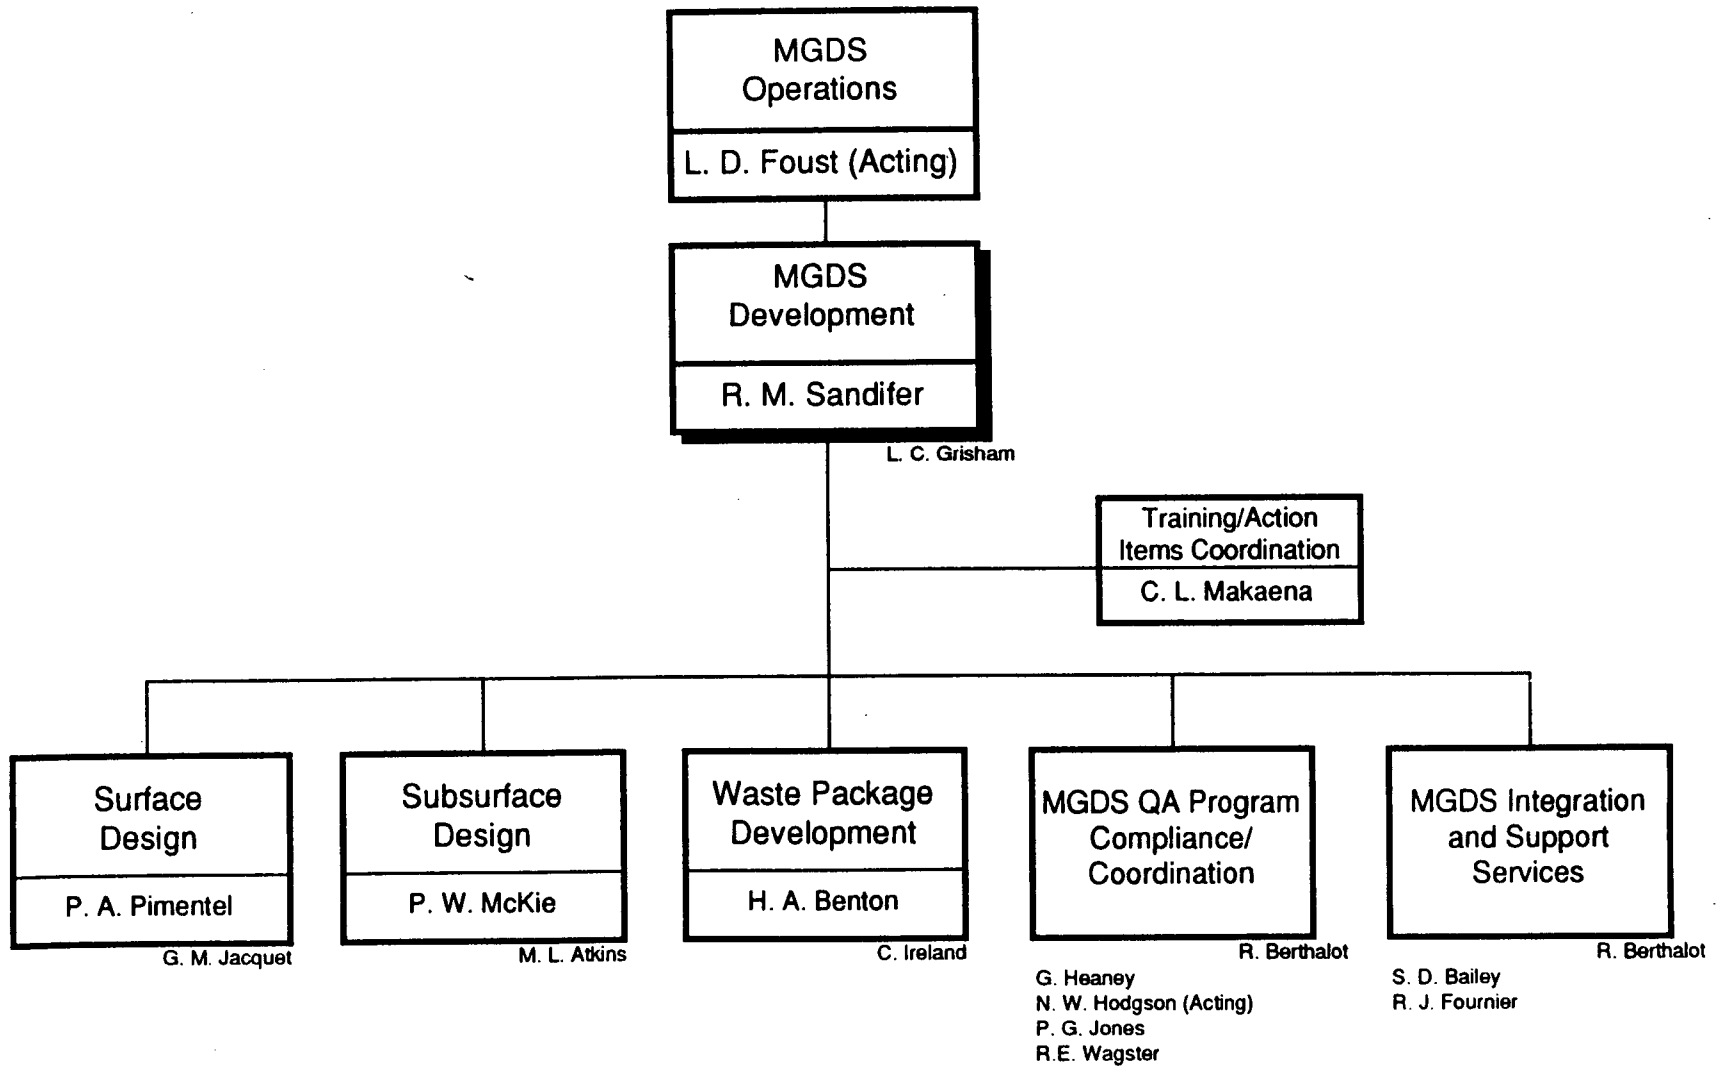 MGDS
Operations
L. D. Foust (Acting)
MGDS
Development
R. M. Sandifer
L. C. Grisham
Training/Action
Items Coordination
C. L. Makaena
Surface
Design
P. A. Pimentel
G. M. Jacquet
Subsurface
Design
P. W. McKie
M. L. Atkins
Waste Package
Development
H. A. Benton
C. Ireland
MGDS QA Program
Compliance/
Coordination
R. Berthalot
G. Heaney
N. W. Hodgson (Acting)
P. G. Jones
R.E. Wagster
MGDS Integration
and Support
Services
R. Berthalot
S. D. Bailey
R. J. Fournier